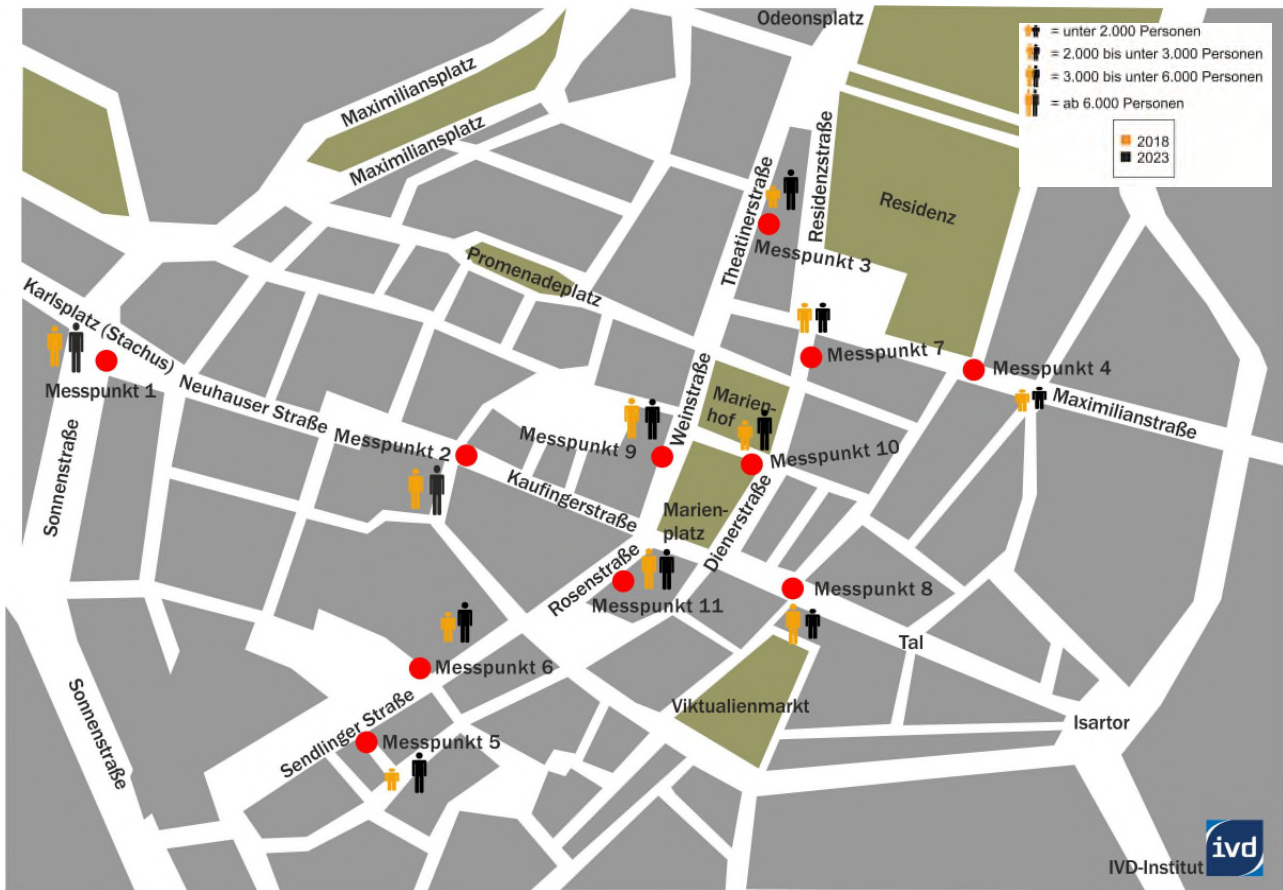 Odeonsplatz
= unter 2.000 Personen
= 2.000 bis unter 3.000 Personen
= 3.000 bis unter 6.000 Personen
= ab 6.000 Personen
2018
2023
Maximiliansplatz
Maximiliansplatz
Theatinerstraße
Residenzstraße
Residenz
Messpunkt 3
Promenadeplatz
Karlsplatz (Stachus)
Messpunkt 1
Neuhauser Straße
Messpunkt 7
Messpunkt 4
Maximilianstraße
Weinstraße
Marien-
hof
Messpunkt 2
Messpunkt 9
Messpunkt 10
Sonnenstraße
Kaufingerstraße
Marien-
platz
Dienerstraße
Rosenstraße
Messpunkt 11
Messpunkt 8
Tal
Messpunkt 6
Sonnenstraße
Sendlinger Straße
Viktualienmarkt
Isartor
Messpunkt 5
IVD-Institut
ivd